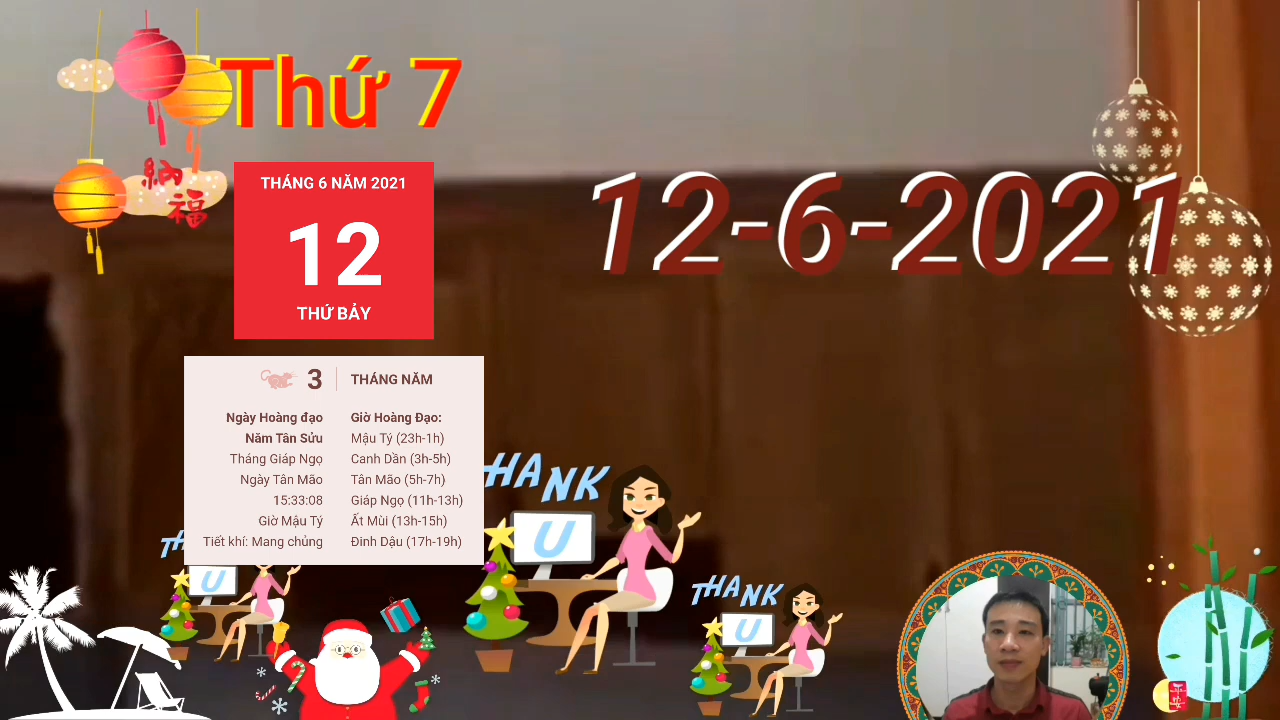 Thứ 7
納
福
THÁNG 6 NĂM 2021
12
THỨ BẢY
12-6-2021
3 THÁNG NĂM
Ngày Hoàng đạo
Năm Tân Sửu
Tháng Giáp Ngọ
Ngày Tân Mão
15:33:08
Giờ Mậu Tý
Tiết khí: Mang chủng
Giờ Hoàng Đạo:
Mậu Tý (23h-1h)
Canh Dần (3h-5h)
Tân Mão (5h-7h)
Giáp Ngọ (11h-13h)
Ất Mùi (13h-15h)
Đinh Dậu (17h-19h)
THANK
U
TH
U
THANK
U